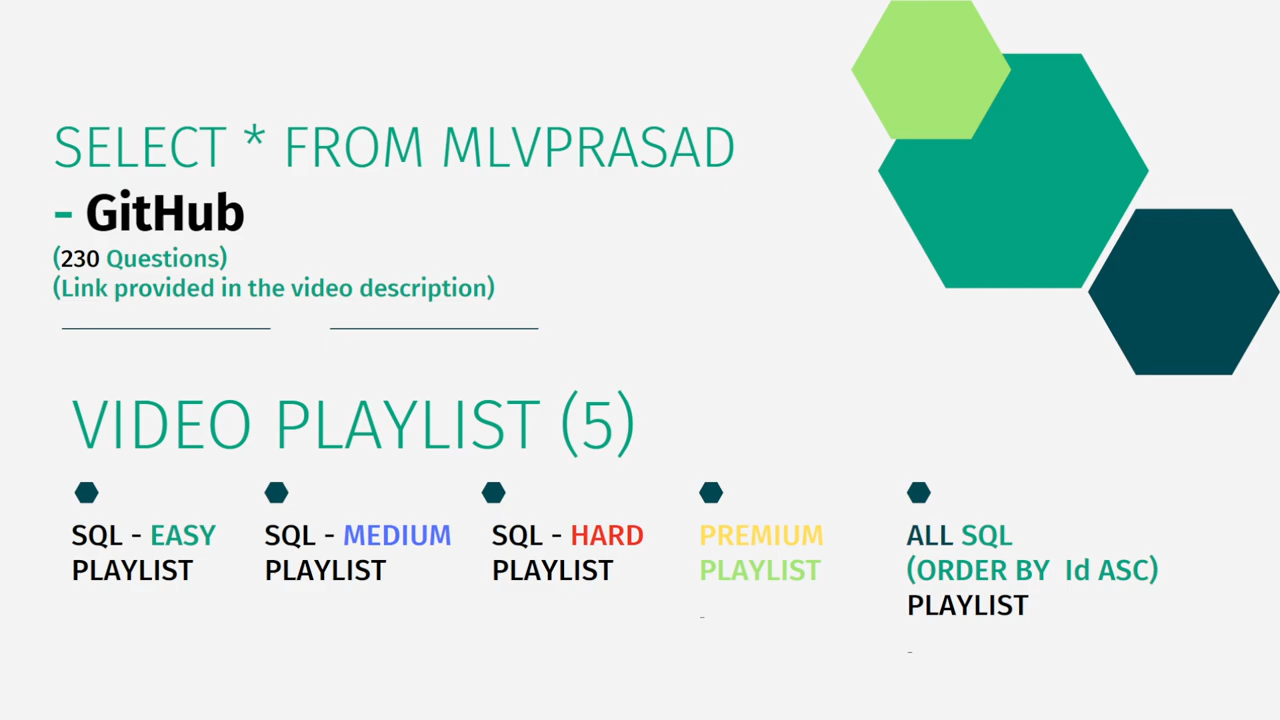 SELECT * FROM MLVPRASAD
- GitHub
(230 Questions)
(Link provided in the video description)
VIDEO PLAYLIST (5)
SQL - EASY
PLAYLIST
SQL - MEDIUM
PLAYLIST
SQL - HARD
PLAYLIST
PREMIUM
PLAYLIST
-
ALL SQL
(ORDER BY Id ASC)
PLAYLIST
-